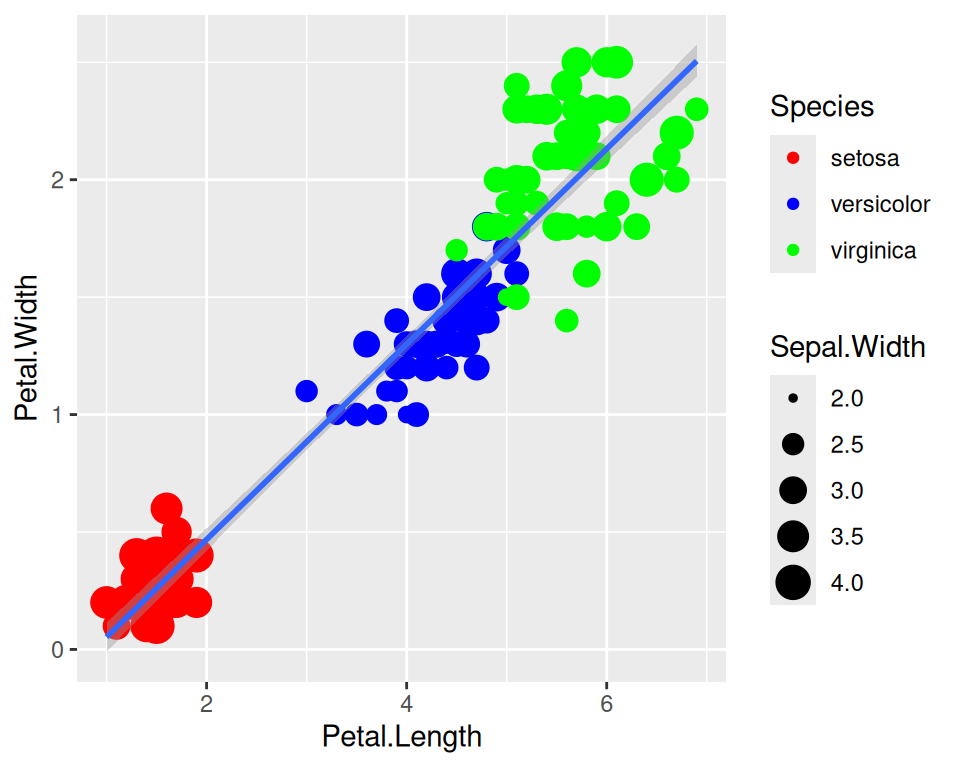 Petal.Width
2
1
0
2
4
6
Petal.Length
Species
setosa
versicolor
virginica
Sepal.Width
2.0
2.5
3.0
3.5
4.0